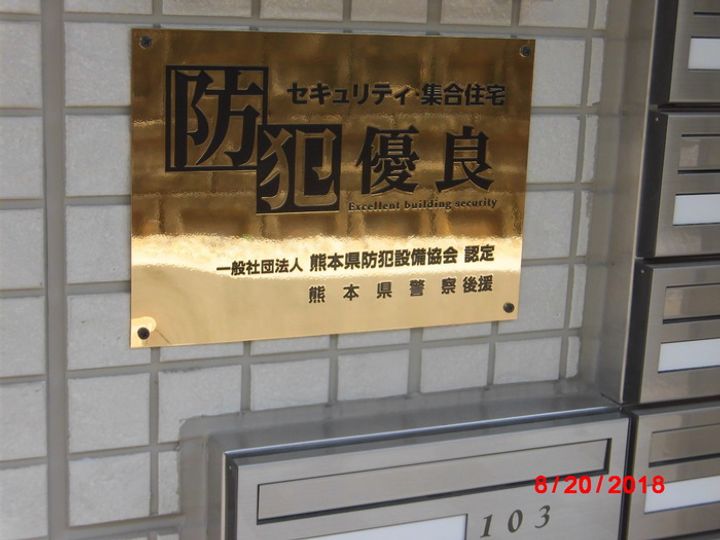 セキュリティ・集合住宅
防犯優良
Excellent building security
一般社団法人 熊本県防犯設備協会 認定
熊本県警察後援
103
8/20/2018